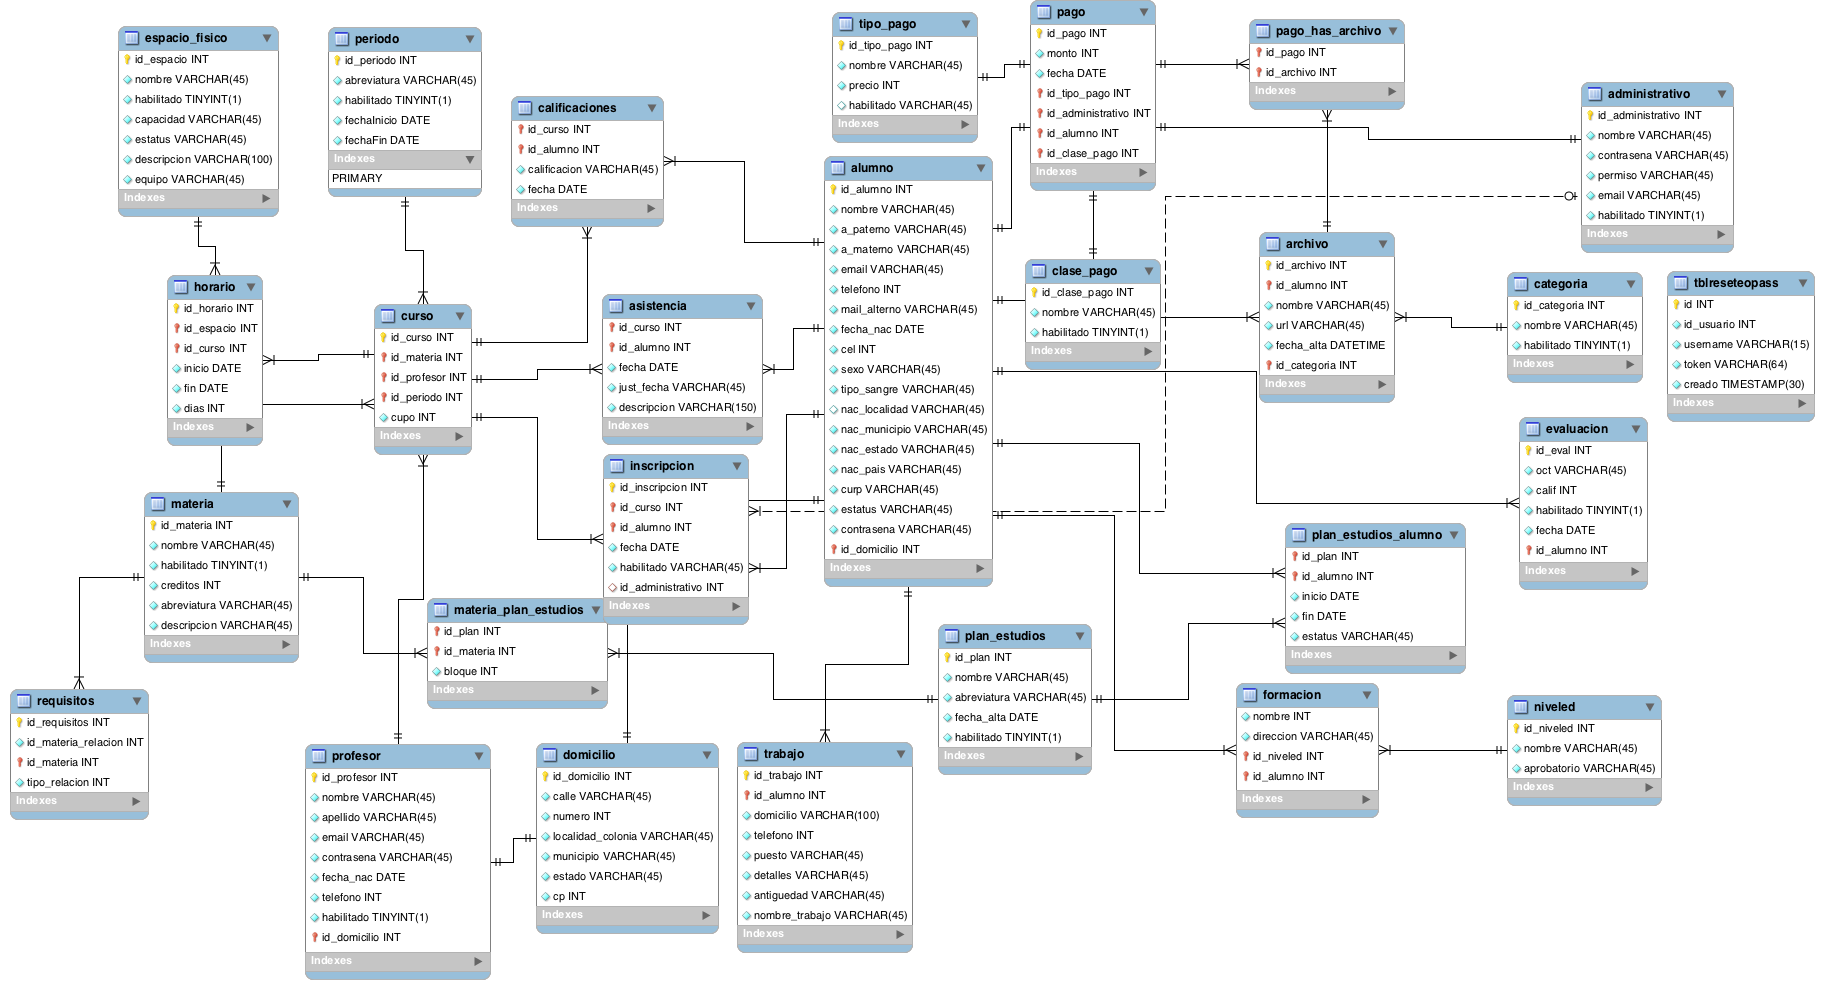 espacio_fisico
id_espacio INT
nombre VARCHAR(45)
habilitado TINYINT(1)
capacidad VARCHAR(45)
estatus VARCHAR(45)
descripcion VARCHAR(100)
equipo VARCHAR(45)
Indexes
periodo
id_periodo INT
abreviatura VARCHAR(45)
habilitado TINYINT(1)
fechaInicio DATE
fechaFin DATE
Indexes
PRIMARY
calificaciones
id_curso INT
id_alumno INT
calificacion VARCHAR(45)
fecha DATE
Indexes
tipo_pago
id_tipo_pago INT
nombre VARCHAR(45)
precio INT
habilitado VARCHAR(45)
Indexes
pago
id_pago INT
monto INT
fecha DATE
id_tipo_pago INT
id_administrativo INT
id_alumno INT
id_clase_pago INT
Indexes
pago_has_archivo
id_pago INT
id_archivo INT
Indexes
administrativo
id_administrativo INT
nombre VARCHAR(45)
contrasena VARCHAR(45)
permiso VARCHAR(45)
email VARCHAR(45)
habilitado TINYINT(1)
Indexes
alumno
id_alumno INT
nombre VARCHAR(45)
a_paterno VARCHAR(45)
a_materno VARCHAR(45)
email VARCHAR(45)
telefono INT
mail_alterno VARCHAR(45)
fecha_nac DATE
cel INT
sexo VARCHAR(45)
tipo_sangre VARCHAR(45)
nac_localidad VARCHAR(45)
nac_municipio VARCHAR(45)
nac_estado VARCHAR(45)
nac_pais VARCHAR(45)
curp VARCHAR(45)
estatus VARCHAR(45)
contrasena VARCHAR(45)
id_domicilio INT
Indexes
horario
id_horario INT
id_espacio INT
id_curso INT
inicio DATE
fin DATE
dias INT
Indexes
curso
id_curso INT
id_materia INT
id_profesor INT
id_periodo INT
cupo INT
Indexes
asistencia
id_curso INT
id_alumno INT
fecha DATE
just_fecha VARCHAR(45)
descripcion VARCHAR(150)
Indexes
clase_pago
id_clase_pago INT
nombre VARCHAR(45)
habilitado TINYINT(1)
Indexes
archivo
id_archivo INT
id_alumno INT
nombre VARCHAR(45)
url VARCHAR(45)
fecha_alta DATETIME
id_categoria INT
Indexes
categoria
id_categoria INT
nombre VARCHAR(45)
habilitado TINYINT(1)
Indexes
tblreseteopass
id INT
id_usuario INT
username VARCHAR(15)
token VARCHAR(64)
creado TIMESTAMP(30)
Indexes
evaluacion
id_eval INT
oct VARCHAR(45)
calif INT
habilitado TINYINT(1)
fecha DATE
id_alumno INT
Indexes
inscripcion
id_inscripcion INT
id_curso INT
id_alumno INT
fecha DATE
habilitado VARCHAR(45)
id_administrativo INT
Indexes
materia
id_materia INT
nombre VARCHAR(45)
habilitado TINYINT(1)
creditos INT
abreviatura VARCHAR(45)
descripcion VARCHAR(45)
Indexes
plan_estudios_alumno
id_plan INT
id_alumno INT
inicio DATE
fin DATE
estatus VARCHAR(45)
Indexes
materia_plan_estudios
id_plan INT
id_materia INT
bloque INT
Indexes
plan_estudios
id_plan INT
nombre VARCHAR(45)
abreviatura VARCHAR(45)
fecha_alta DATE
habilitado TINYINT(1)
Indexes
requisitos
id_requisitos INT
id_materia_relacion INT
id_materia INT
tipo_relacion INT
Indexes
formacion
nombre INT
direccion VARCHAR(45)
id_niveled INT
id_alumno INT
Indexes
niveled
id_niveled INT
nombre VARCHAR(45)
aprobatorio VARCHAR(45)
Indexes
profesor
id_profesor INT
nombre VARCHAR(45)
apellido VARCHAR(45)
email VARCHAR(45)
contrasena VARCHAR(45)
fecha_nac DATE
telefono INT
habilitado TINYINT(1)
id_domicilio INT
Indexes
domicilio
id_domicilio INT
calle VARCHAR(45)
numero INT
localidad_colonia VARCHAR(45)
municipio VARCHAR(45)
estado VARCHAR(45)
cp INT
Indexes
trabajo
id_trabajo INT
id_alumno INT
domicilio VARCHAR(100)
telefono INT
puesto VARCHAR(45)
detalles VARCHAR(45)
antiguedad VARCHAR(45)
nombre_trabajo VARCHAR(45)
Indexes